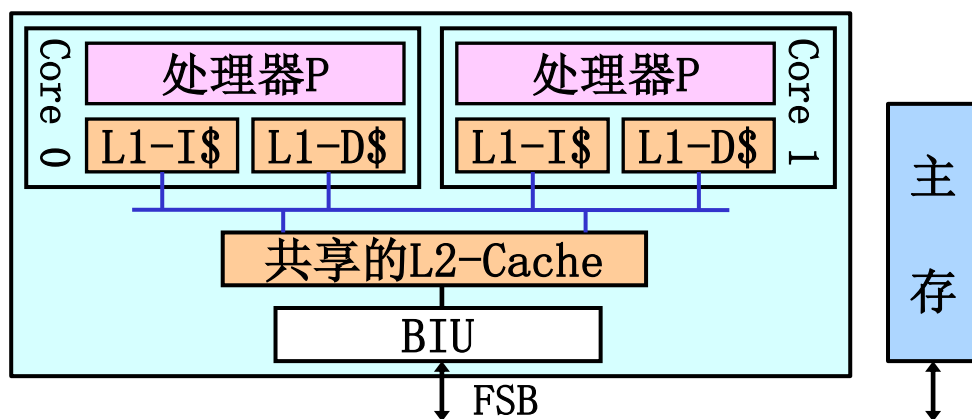 Core 0
处理器P
L1-I$
L1-D$
处理器P
L1-I$
L1-D$
Core 1
共享的L2-Cache
BIU
FSB
主存